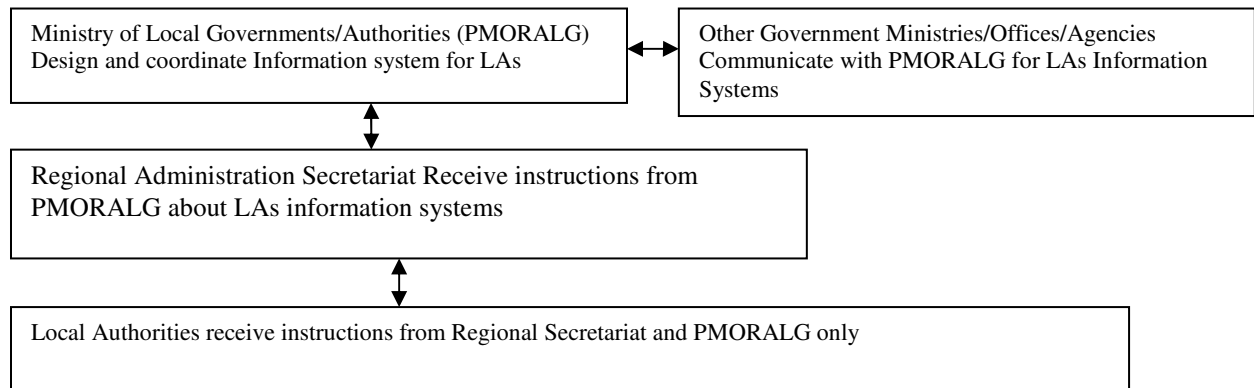 Ministry of Local Governments/Authorities (PMORALG)
Design and coordinate Information system for LAs
Other Government Ministries/Offices/Agencies
Communicate with PMORALG for LAs Information
Systems
Regional Administration Secretariat Receive instructions from
PMORALG about LAs information systems
Local Authorities receive instructions from Regional Secretariat and PMORALG only